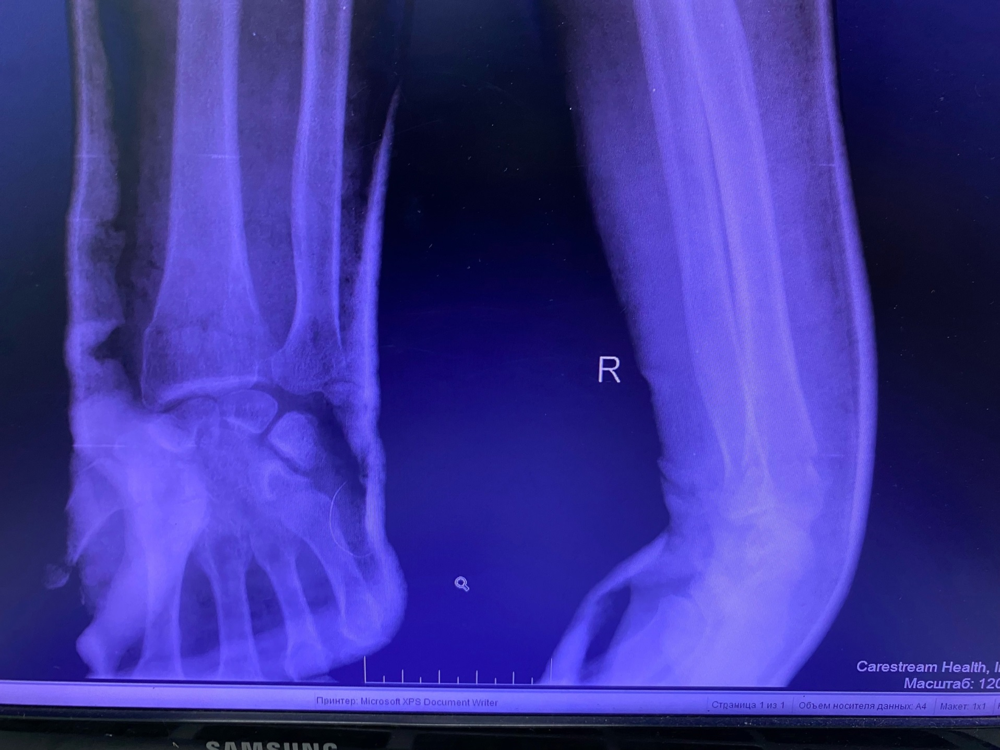 R
Carestream Health, I
Масштаб: 120
Принтер: Microsoft XPS Document Writer
Страница 1 из 1
Объем носителя данных: A4
Макет: 1x1
SAMSUNG